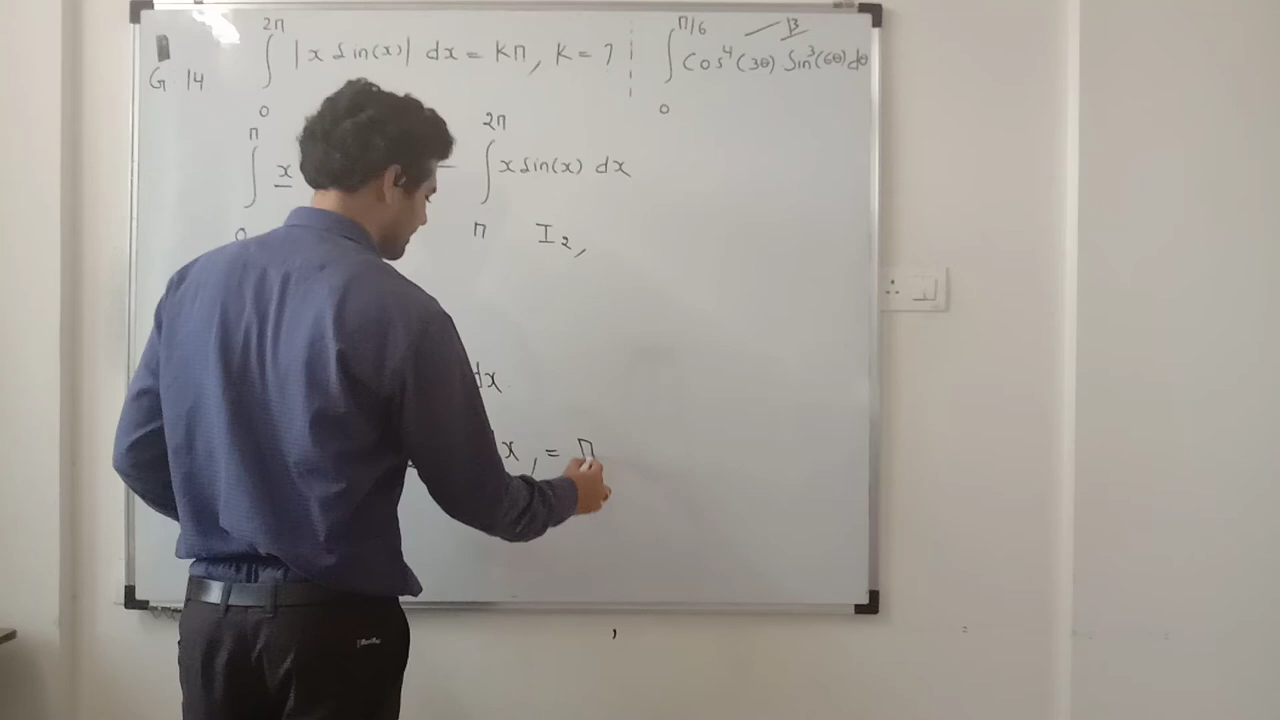 ∫₀^{2π} |x sin(x)| dx = kπ, k = ?
G: 14
∫₀^{π/6} Cos⁴(3θ) Sin³(6θ)dθ
13
∫₀^{π} x
∫_{π}^{2π} x sin(x) dx
I₂,
dx
x, = π